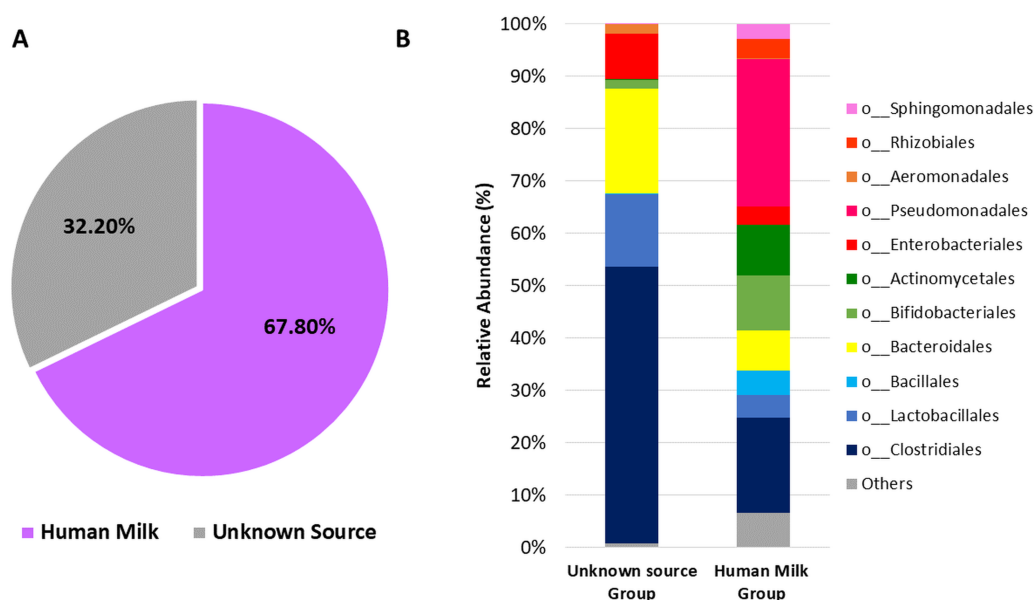 A
32.20%
67.80%
Human Milk
Unknown Source
B
Relative Abundance (%)
100%
90%
80%
70%
60%
50%
40%
30%
20%
10%
0%
Unknown source
Group
Human Milk
Group
o__Sphingomonadales
o__Rhizobiales
o__Aeromonadales
o__Pseudomonadales
o__Enterobacteriales
o__Actinomycetales
o__Bifidobacteriales
o__Bacteroidales
o__Bacillales
o__Lactobacillales
o__Clostridiales
Others